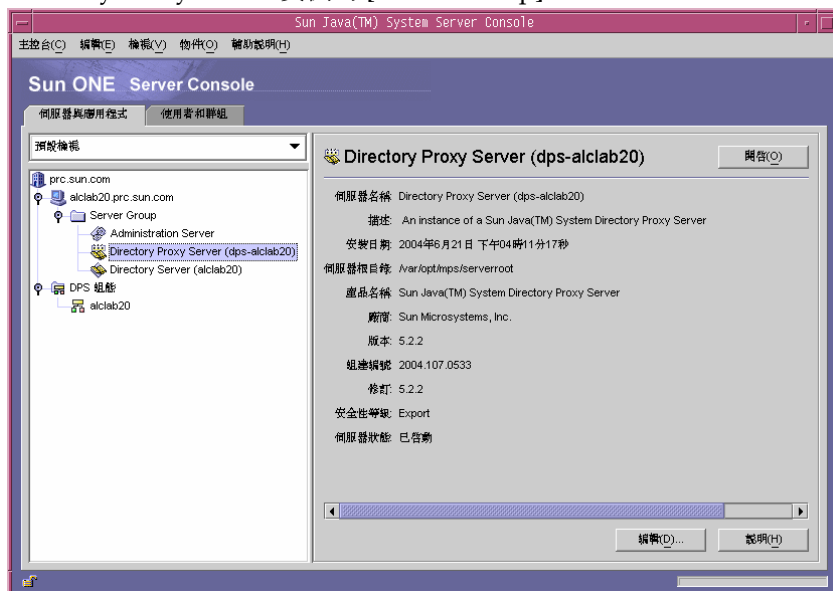 Sun Java(TM) System Server Console
主控台(C) 編輯(E) 檢視(V) 物件(O) 輔助說明(H)
Sun ONE Server Console
伺服器與應用程式 使用者和群組
預設檢視
prc.sun.com
alclab20.prc.sun.com
Server Group
Administration Server
Directory Proxy Server (dps-alclab20)
Directory Server (alclab20)
DPS 組態
alclab20
Directory Proxy Server (dps-alclab20) 開啟(O)
伺服器名稱: Directory Proxy Server (dps-alclab20)
描述: An instance of a Sun Java(TM) System Directory Proxy Server
安裝日期: 2004年6月21日 下午04時11分17秒
伺服器根目錄: /var/opt/mps/serverroot
產品名稱: Sun Java(TM) System Directory Proxy Server
廠商: Sun Microsystems, Inc.
版本: 5.2.2
組建編號: 2004.107.0533
修訂: 5.2.2
安全性等級: Export
伺服器狀態: 已啟動
編輯(D)... 說明(H)